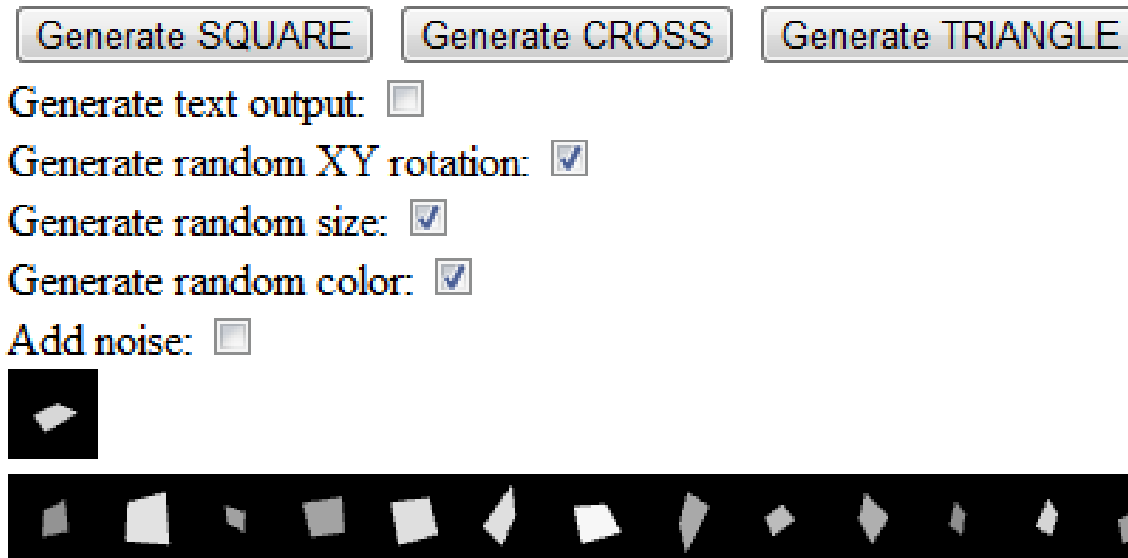 Generate SQUARE Generate CROSS Generate TRIANGLE
Generate text output:
Generate random XY rotation:
Generate random size:
Generate random color:
Add noise: